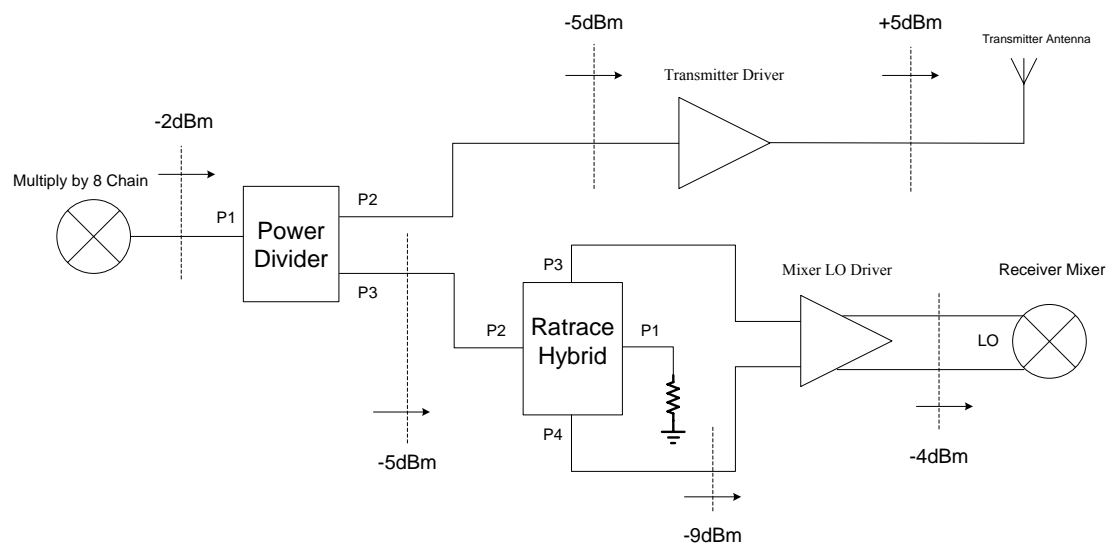 -5dBm
+5dBm
Transmitter Antenna
Transmitter Driver
-2dBm
Multiply by 8 Chain
P1
Power
Divider
P2
P3
P3
Mixer LO Driver
Receiver Mixer
P2
Ratrace
Hybrid
P1
LO
P4
-5dBm
-4dBm
-9dBm